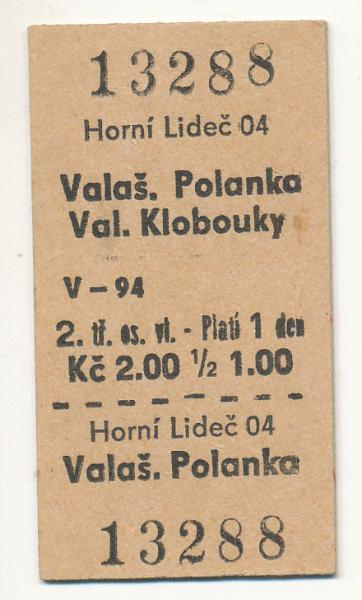 13288
Horní Lideč 04
Valaš. Polanka
Val. Klobouky
V – 94
2. tř. os. vl. - Platí 1 den
Kč 2.00 ½ 1.00
Horní Lideč 04
Valaš. Polanka
13288